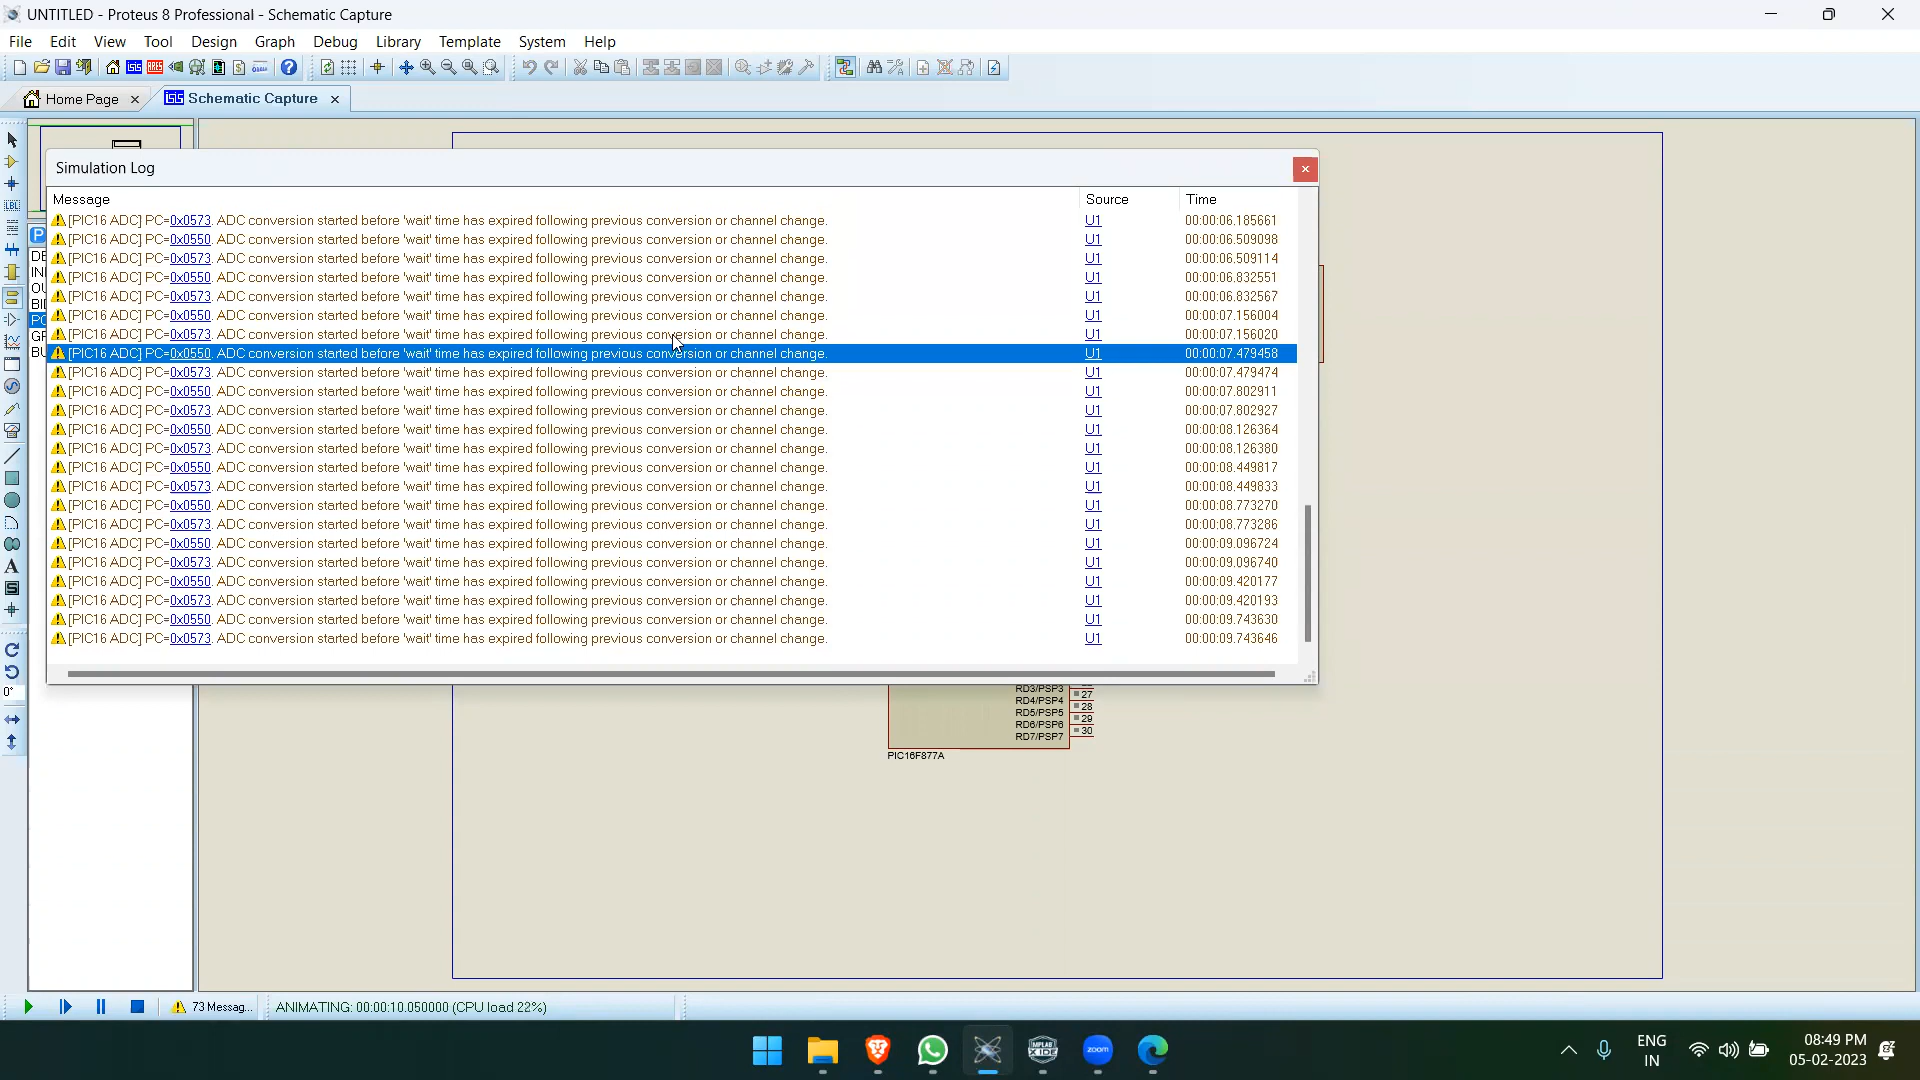 UNTITLED - Proteus 8 Professional - Schematic Capture
File Edit View Tool Design Graph Debug Library Template System Help
Home Page Schematic Capture
Simulation Log
Message Source Time
[PIC16 ADC] PC=0x0573. ADC conversion started before 'wait' time has expired following previous conversion or channel change. U1 00:00:06.185661
[PIC16 ADC] PC=0x0550. ADC conversion started before 'wait' time has expired following previous conversion or channel change. U1 00:00:06.509098
[PIC16 ADC] PC=0x0573. ADC conversion started before 'wait' time has expired following previous conversion or channel change. U1 00:00:06.509114
[PIC16 ADC] PC=0x0550. ADC conversion started before 'wait' time has expired following previous conversion or channel change. U1 00:00:06.832551
[PIC16 ADC] PC=0x0573. ADC conversion started before 'wait' time has expired following previous conversion or channel change. U1 00:00:06.832567
[PIC16 ADC] PC=0x0550. ADC conversion started before 'wait' time has expired following previous conversion or channel change. U1 00:00:07.156004
[PIC16 ADC] PC=0x0573. ADC conversion started before 'wait' time has expired following previous conversion or channel change. U1 00:00:07.156020
[PIC16 ADC] PC=0x0550. ADC conversion started before 'wait' time has expired following previous conversion or channel change. U1 00:00:07.479458
[PIC16 ADC] PC=0x0573. ADC conversion started before 'wait' time has expired following previous conversion or channel change. U1 00:00:07.479474
[PIC16 ADC] PC=0x0550. ADC conversion started before 'wait' time has expired following previous conversion or channel change. U1 00:00:07.802911
[PIC16 ADC] PC=0x0573. ADC conversion started before 'wait' time has expired following previous conversion or channel change. U1 00:00:07.802927
[PIC16 ADC] PC=0x0550. ADC conversion started before 'wait' time has expired following previous conversion or channel change. U1 00:00:08.126364
[PIC16 ADC] PC=0x0573. ADC conversion started before 'wait' time has expired following previous conversion or channel change. U1 00:00:08.126380
[PIC16 ADC] PC=0x0550. ADC conversion started before 'wait' time has expired following previous conversion or channel change. U1 00:00:08.449817
[PIC16 ADC] PC=0x0573. ADC conversion started before 'wait' time has expired following previous conversion or channel change. U1 00:00:08.449833
[PIC16 ADC] PC=0x0550. ADC conversion started before 'wait' time has expired following previous conversion or channel change. U1 00:00:08.773270
[PIC16 ADC] PC=0x0573. ADC conversion started before 'wait' time has expired following previous conversion or channel change. U1 00:00:08.773286
[PIC16 ADC] PC=0x0550. ADC conversion started before 'wait' time has expired following previous conversion or channel change. U1 00:00:09.096724
[PIC16 ADC] PC=0x0573. ADC conversion started before 'wait' time has expired following previous conversion or channel change. U1 00:00:09.096740
[PIC16 ADC] PC=0x0550. ADC conversion started before 'wait' time has expired following previous conversion or channel change. U1 00:00:09.420177
[PIC16 ADC] PC=0x0573. ADC conversion started before 'wait' time has expired following previous conversion or channel change. U1 00:00:09.420193
[PIC16 ADC] PC=0x0550. ADC conversion started before 'wait' time has expired following previous conversion or channel change. U1 00:00:09.743630
[PIC16 ADC] PC=0x0573. ADC conversion started before 'wait' time has expired following previous conversion or channel change. U1 00:00:09.743646
0°
RD3/PSP3
RD4/PSP4 27
RD5/PSP5 28
RD6/PSP6 29
RD7/PSP7 30
PIC16F877A
73 Messag... ANIMATING: 00:00:10.050000 (CPU load 22%)
zoom
ENG
IN
08:49 PM
05-02-2023